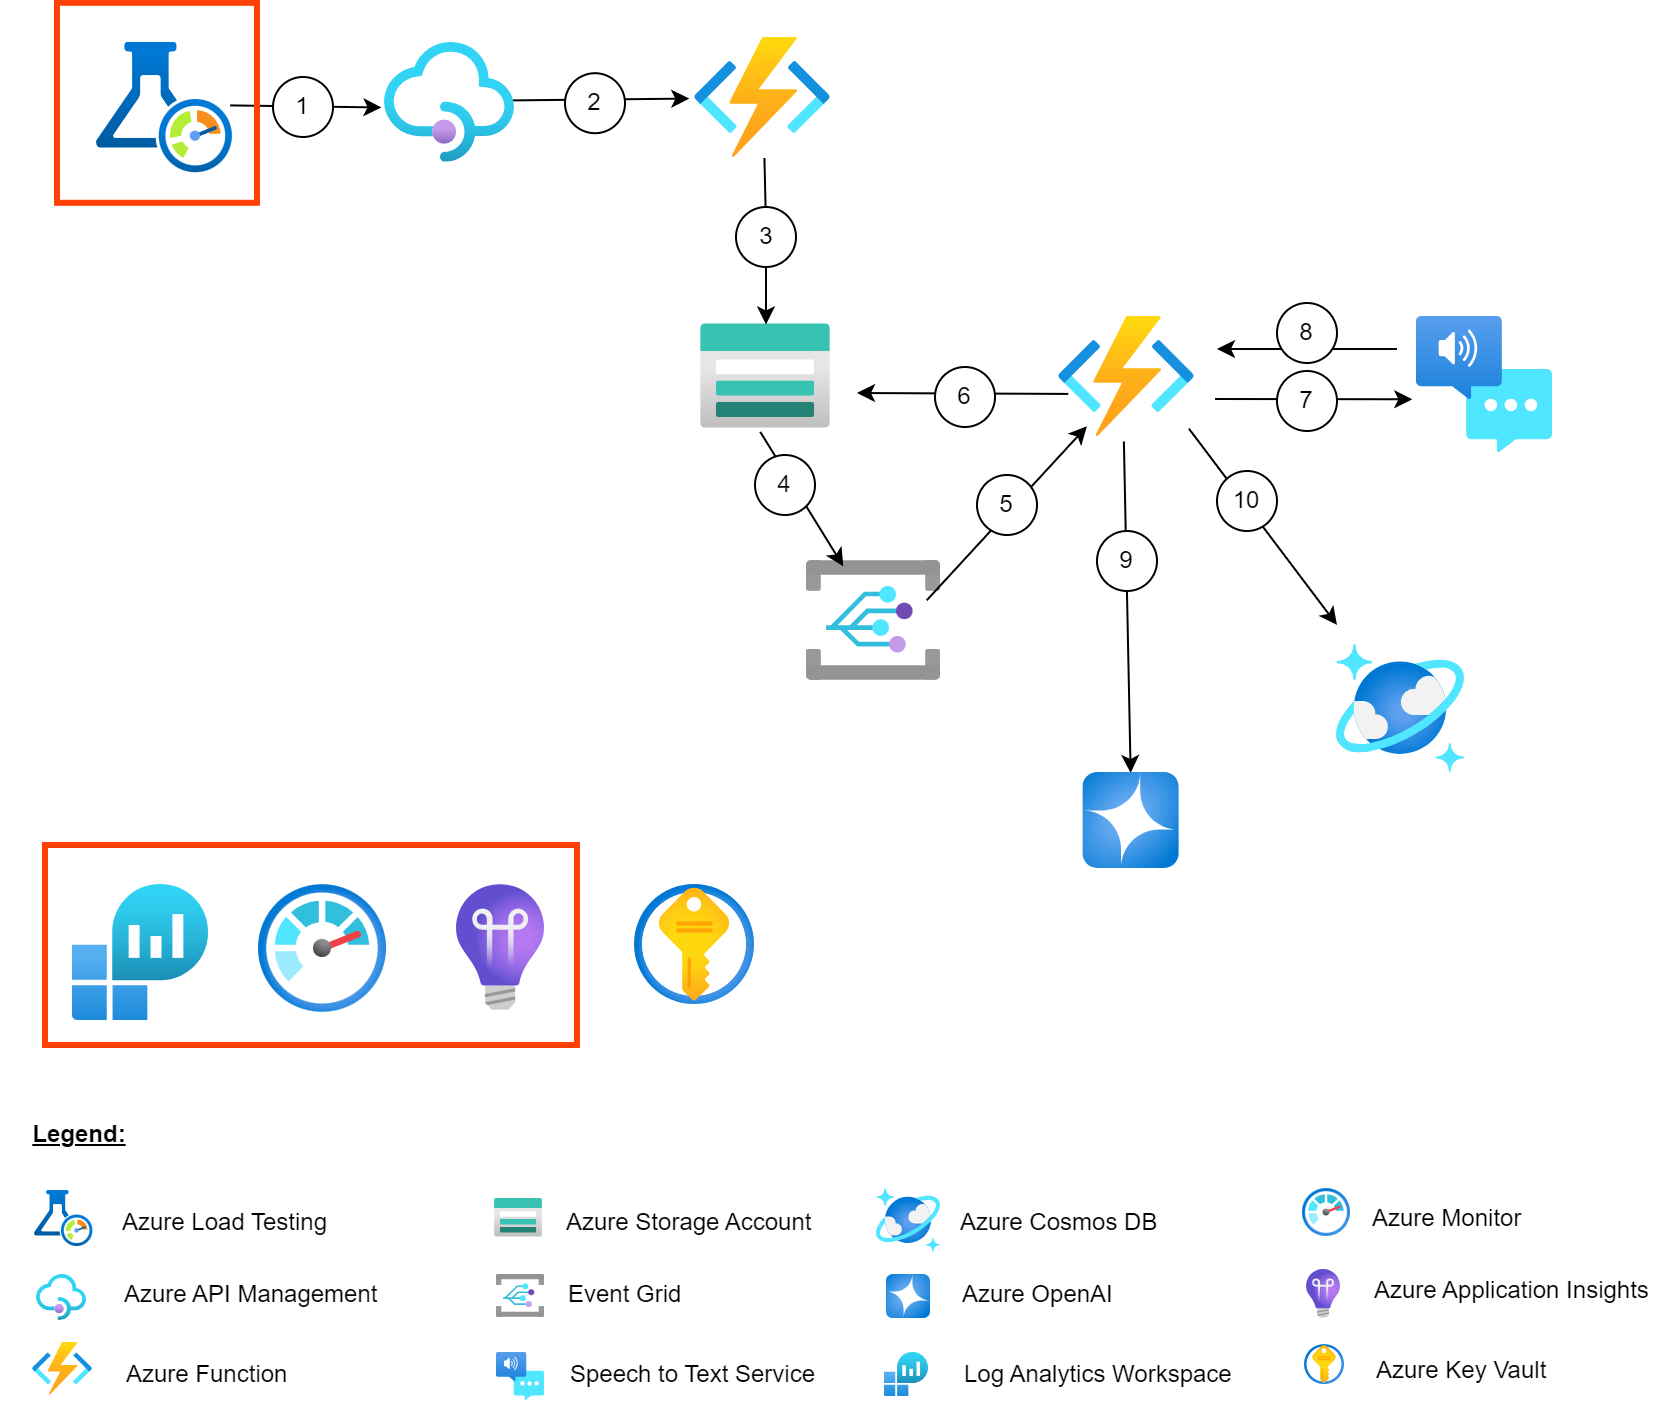 1
2
3
8
7
6
4
5
10
9
Legend:
Azure Load Testing
Azure Storage Account
Azure Cosmos DB
Azure Monitor
Azure API Management
Event Grid
Azure OpenAI
Azure Application Insights
Azure Function
Speech to Text Service
Log Analytics Workspace
Azure Key Vault